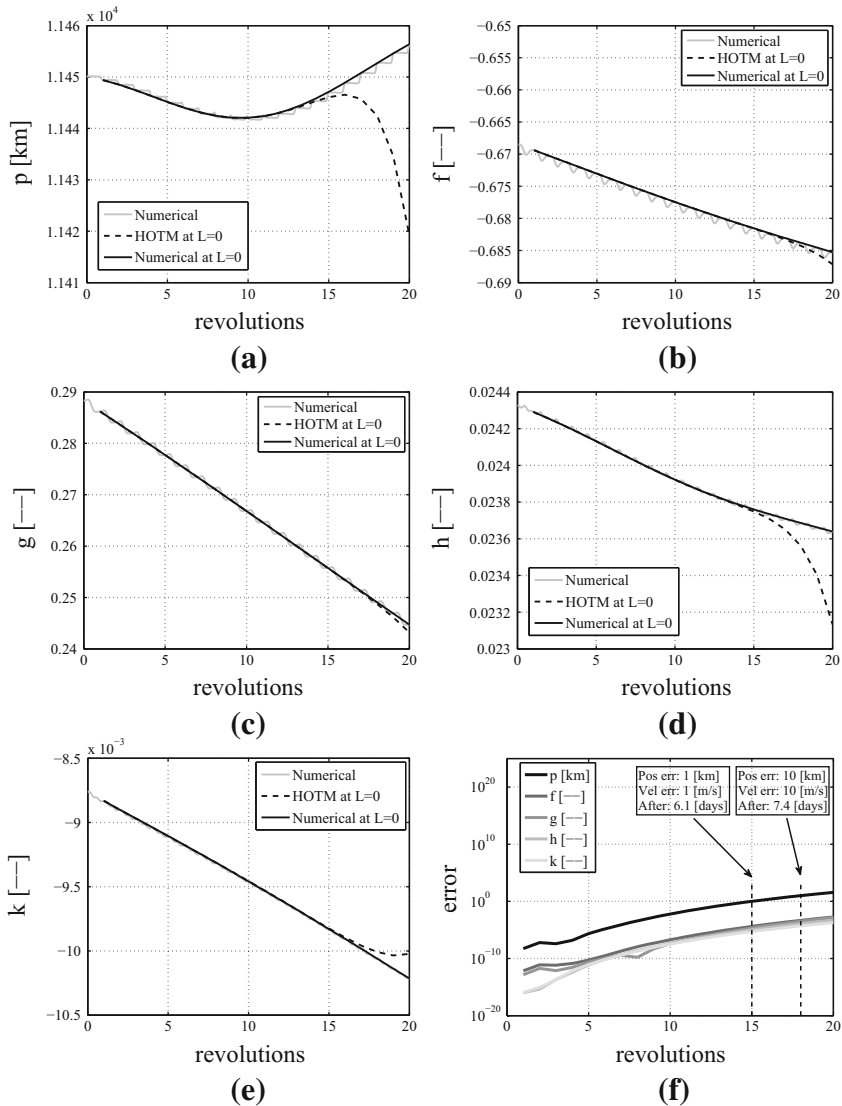 x 10⁴
1.146
1.145
1.144
1.143
1.142
1.141
p [km]
Numerical
HOTM at L=0
Numerical at L=0
0 5 10 15 20
revolutions
(a)
−0.65
−0.655
−0.66
−0.665
−0.67
−0.675
−0.68
−0.685
−0.69
f [−−]
Numerical
HOTM at L=0
Numerical at L=0
0 5 10 15 20
revolutions
(b)
0.29
0.28
0.27
0.26
0.25
0.24
g [−−]
Numerical
HOTM at L=0
Numerical at L=0
0 5 10 15 20
revolutions
(c)
0.0244
0.0242
0.024
0.0238
0.0236
0.0234
0.0232
0.023
h [−−]
Numerical
HOTM at L=0
Numerical at L=0
0 5 10 15 20
revolutions
(d)
x 10⁻³
−8.5
−9
−9.5
−10
−10.5
k [−−]
Numerical
HOTM at L=0
Numerical at L=0
0 5 10 15 20
revolutions
(e)
10²⁰
10¹⁰
10⁰
10⁻¹⁰
10⁻²⁰
error
p [km]
f [−−]
g [−−]
h [−−]
k [−−]
Pos err: 1 [km]
Vel err: 1 [m/s]
After: 6.1 [days]
Pos err: 10 [km]
Vel err: 10 [m/s]
After: 7.4 [days]
0 5 10 15 20
revolutions
(f)